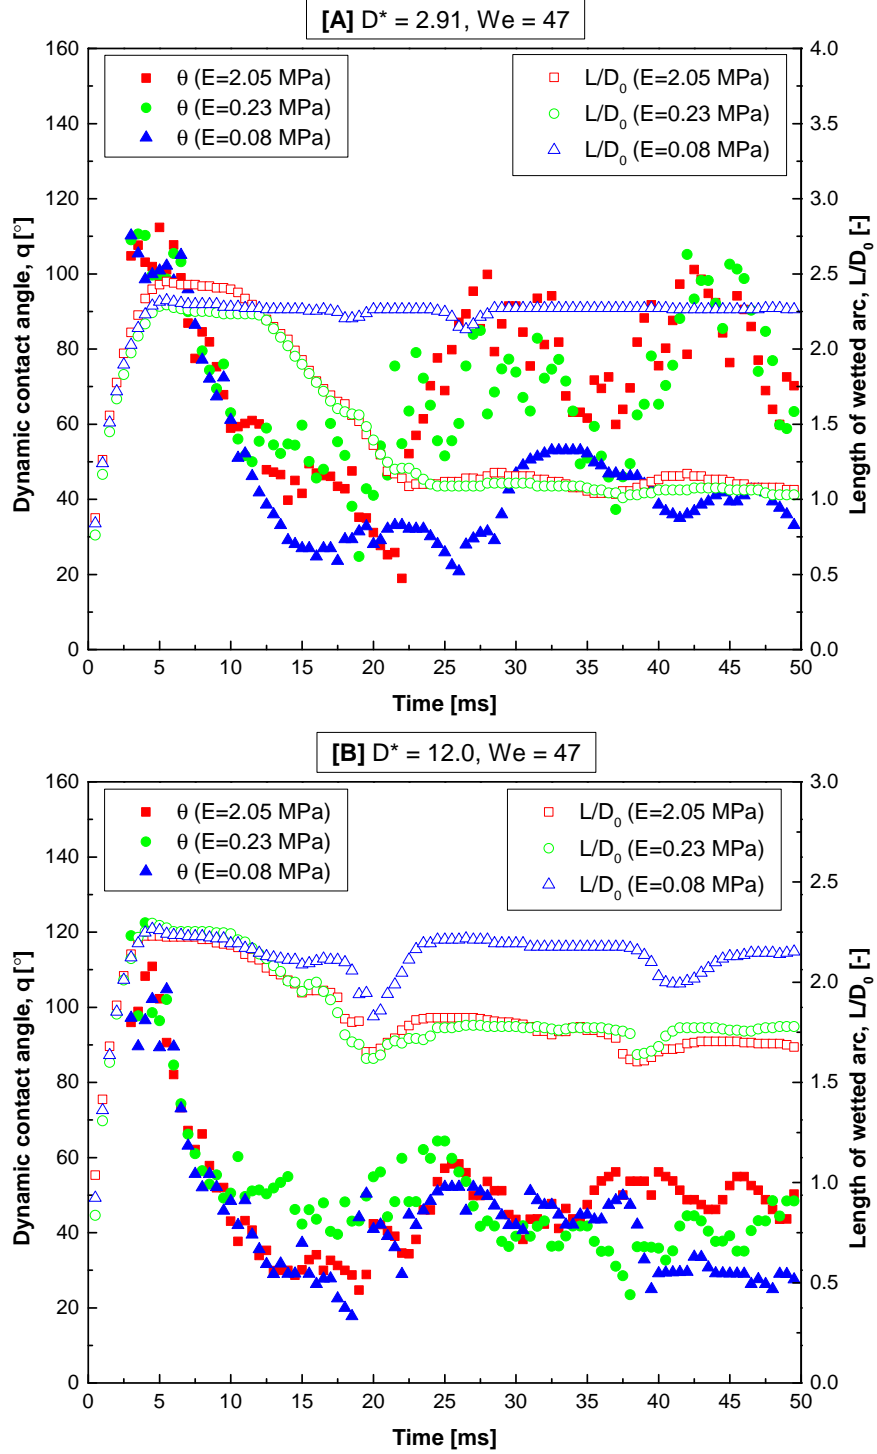 [A] D* = 2.91, We = 47
160
140
120
100
80
60
40
20
0
Dynamic contact angle, q [°]
θ (E=2.05 MPa)
θ (E=0.23 MPa)
θ (E=0.08 MPa)
L/D₀ (E=2.05 MPa)
L/D₀ (E=0.23 MPa)
L/D₀ (E=0.08 MPa)
4.0
3.5
3.0
2.5
2.0
1.5
1.0
0.5
0.0
Length of wetted arc, L/D₀ [-]
0 5 10 15 20 25 30 35 40 45 50
Time [ms]
[B] D* = 12.0, We = 47
160
140
120
100
80
60
40
20
0
Dynamic contact angle, q [°]
θ (E=2.05 MPa)
θ (E=0.23 MPa)
θ (E=0.08 MPa)
L/D₀ (E=2.05 MPa)
L/D₀ (E=0.23 MPa)
L/D₀ (E=0.08 MPa)
3.0
2.5
2.0
1.5
1.0
0.5
0.0
Length of wetted arc, L/D₀ [-]
0 5 10 15 20 25 30 35 40 45 50
Time [ms]